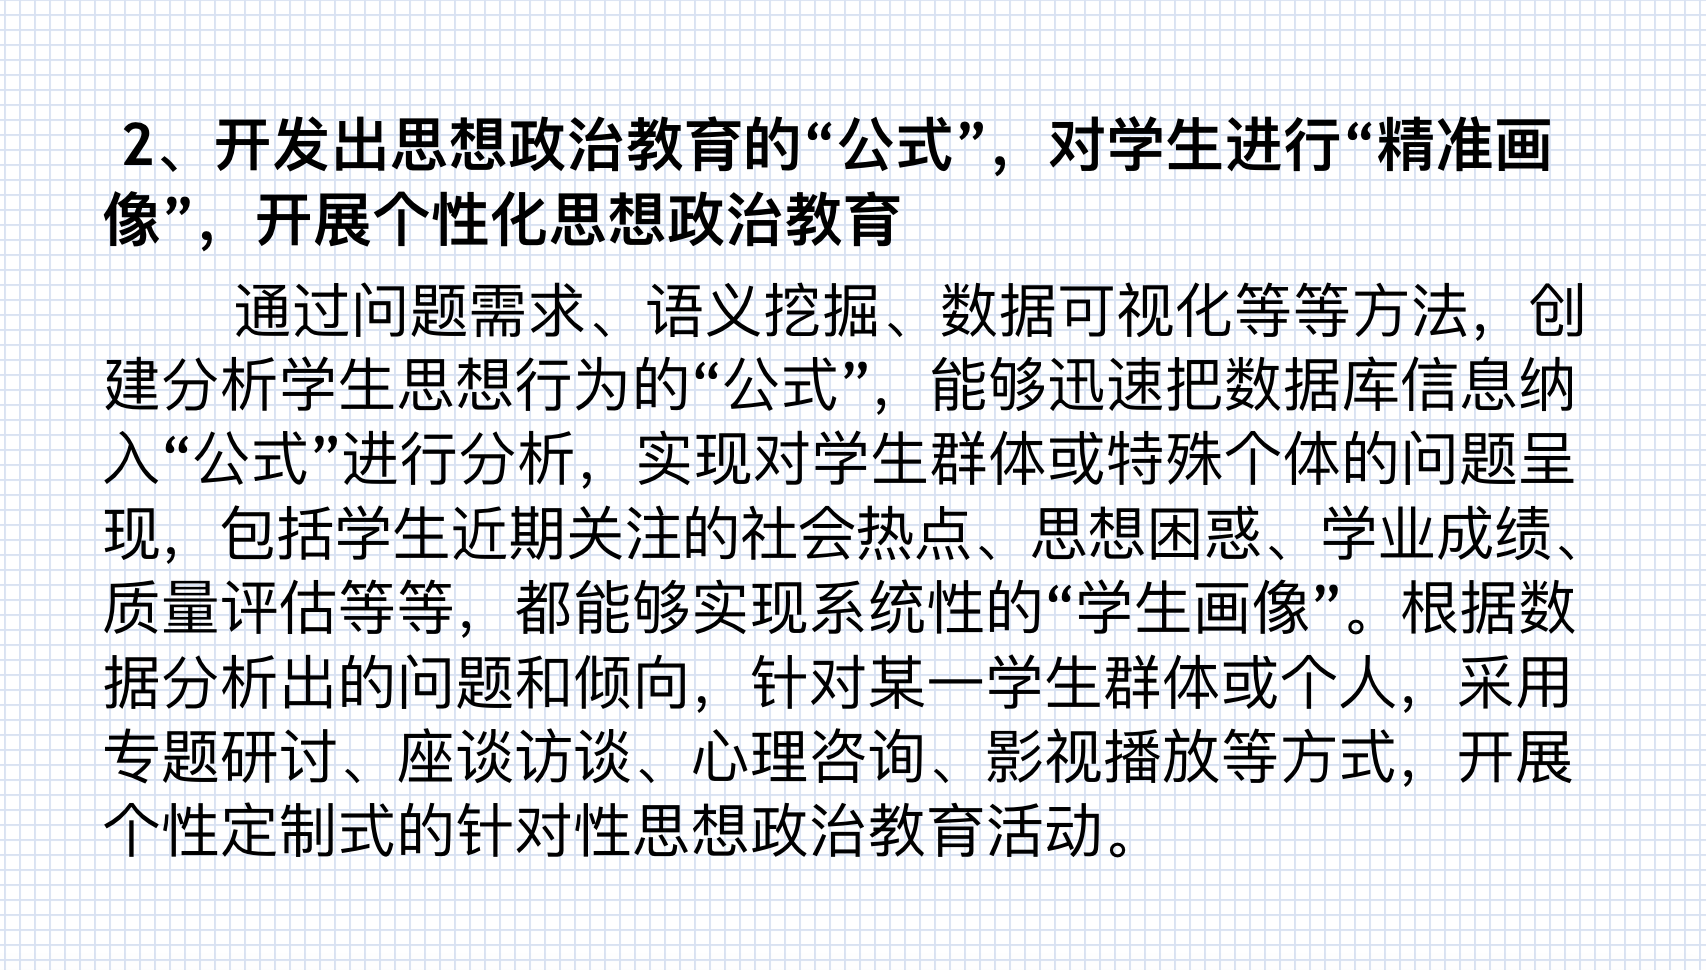 2、开发出思想政治教育的“公式”，对学生进行“精准画
像”，开展个性化思想政治教育
通过问题需求、语义挖掘、数据可视化等等方法，创
建分析学生思想行为的“公式”，能够迅速把数据库信息纳
入“公式”进行分析，实现对学生群体或特殊个体的问题呈
现，包括学生近期关注的社会热点、思想困惑、学业成绩、
质量评估等等，都能够实现系统性的“学生画像”。根据数
据分析出的问题和倾向，针对某一学生群体或个人，采用
专题研讨、座谈访谈、心理咨询、影视播放等方式，开展
个性定制式的针对性思想政治教育活动。